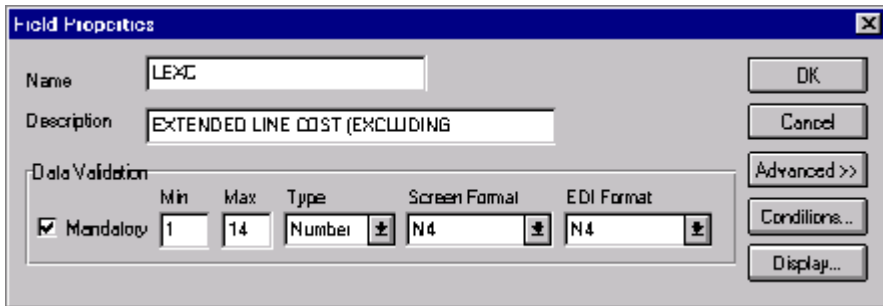 Field Properties
Name LEXC
Description EXTENDED LINE COST (EXCLUDING
Data Validation
Min Max Type Screen Format EDI Format
Mandatory 1 14 Number N4 N4
OK
Cancel
Advanced >>
Conditions...
Display...